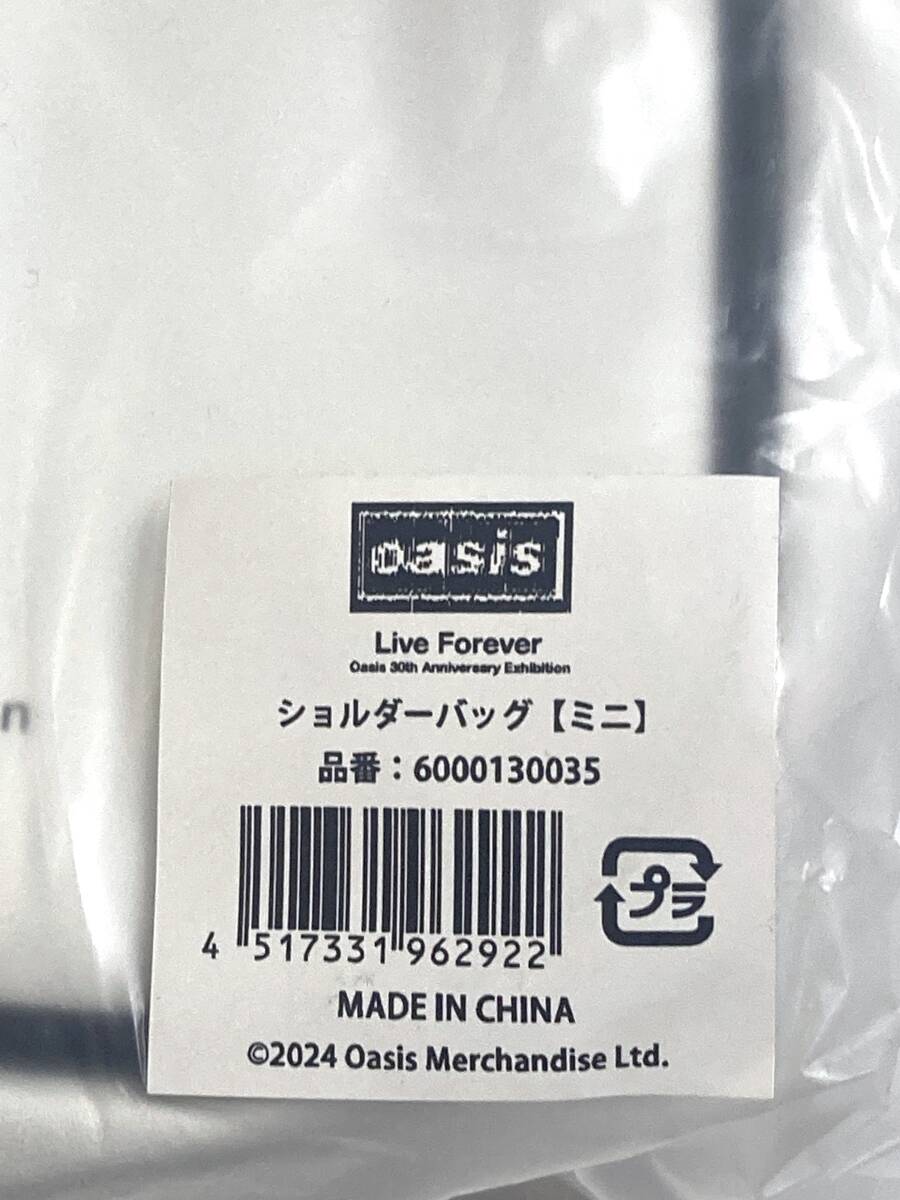 oasis
Live Forever
Oasis 30th Anniversary Exhibition
ショルダーバッグ【ミニ】
品番：6000130035
プラ
4 517331 962922
MADE IN CHINA
©2024 Oasis Merchandise Ltd.
n